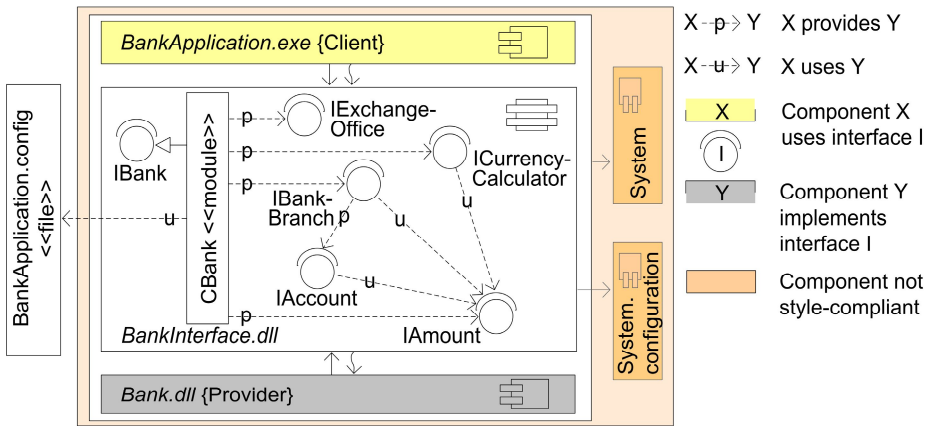 BankApplication.exe {Client}
BankApplication.config
<<file>>
CBank <<module>>
IBank
p
IExchange-
Office
p
ICurrency-
Calculator
p
IBank-
Branch
p
u
u
u
IAccount
u
p
IAmount
BankInterface.dll
Bank.dll {Provider}
System
System.
configuration
X --p-> Y X provides Y
X --u-> Y X uses Y
X
I
Component X
uses interface I
Y
Component Y
implements
interface I
Component not
style-compliant